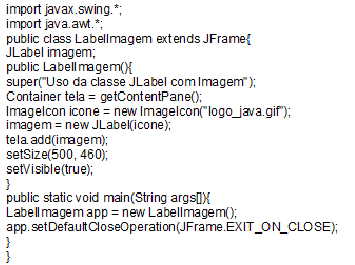 import javax.swing.*;
import java.awt.*;
public class LabelImagem extends JFrame{
JLabel imagem;
public LabelImagem(){
super("Uso da classe JLabel com Imagem");
Container tela = getContentPane();
ImageIcon icone = new ImageIcon("logo_java.gif");
imagem = new JLabel(icone);
tela.add(imagem);
setSize(500, 460);
setVisible(true);
}
public static void main(String args[]){
LabelImagem app = new LabelImagem();
app.setDefaultCloseOperation(JFrame.EXIT_ON_CLOSE);
}
}